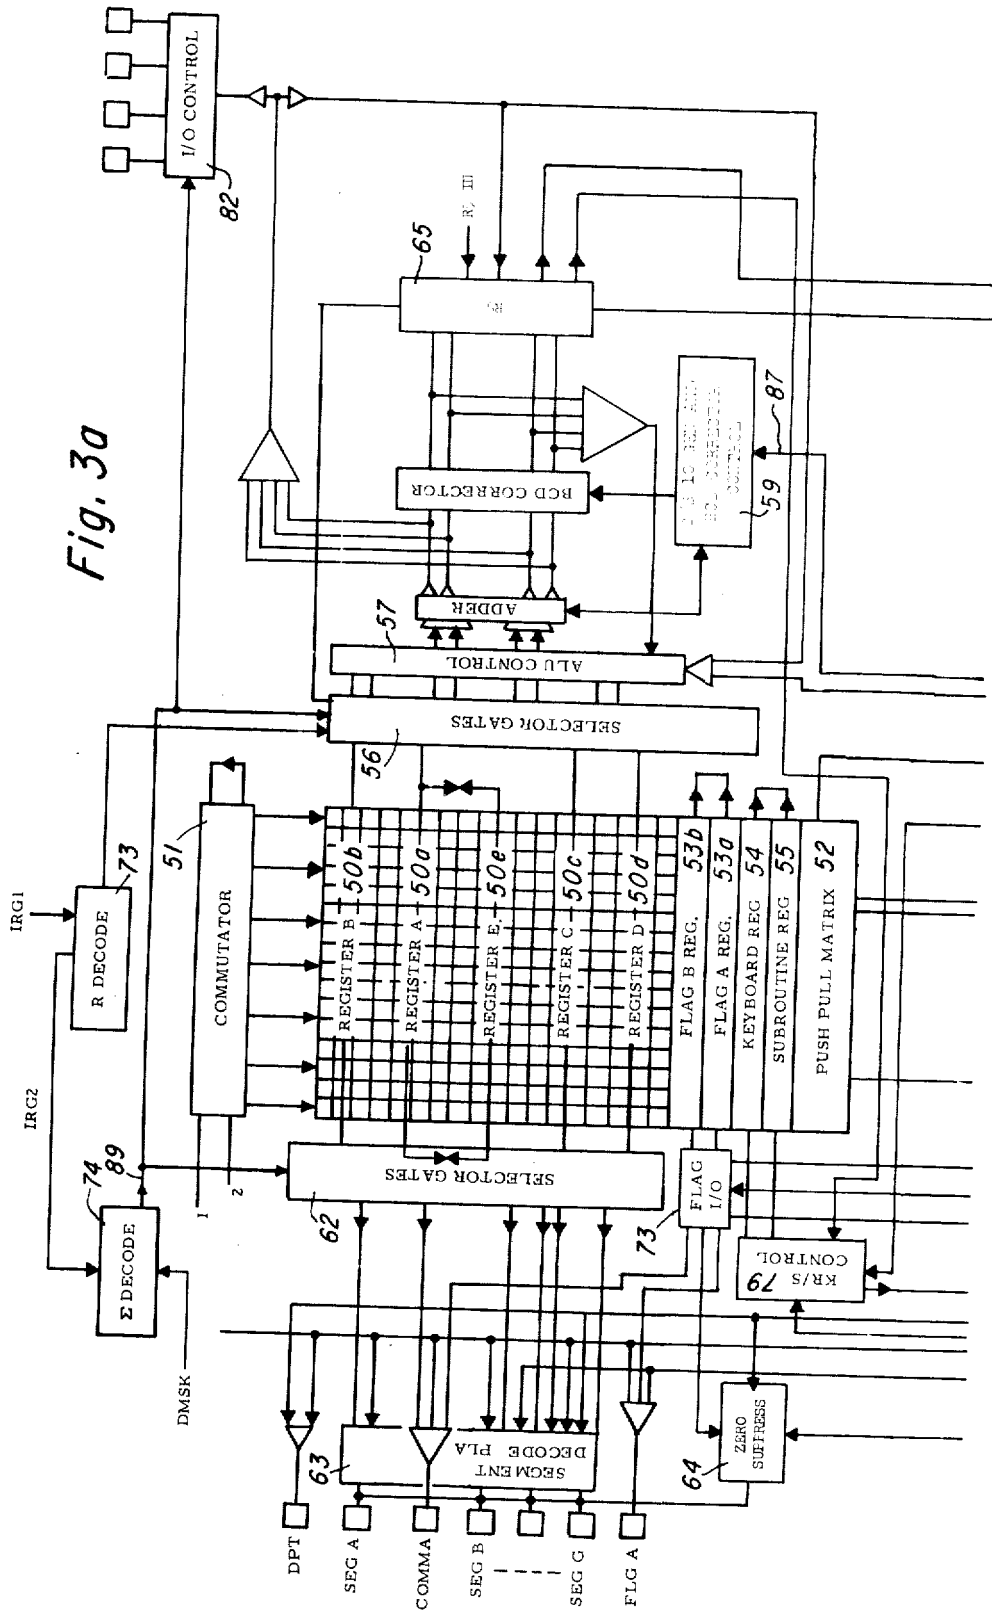 Fig. 3a
I/O CONTROL
82
IRG1
R DECODE
73
IRG2
Σ DECODE
74
89
DMSK
COMMUTATOR
51
1
2
REGISTER B 50b
REGISTER A 50a
REGISTER E 50e
REGISTER C 50c
REGISTER D 50d
FLAG B REG. 53b
FLAG A REG. 53a
KEYBOARD REG 54
SUBROUTINE REG 55
PUSH PULL MATRIX 52
SELECTOR GATES
56
ALU CONTROL
57
ADDER
BCD CORRECTOR
R5
65
CONTROL
59
87
SELECTOR GATES
62
FLAG
I/O
73
KR/S
CONTROL
79
SEGMENT
DECODE PLA
63
ZERO
SUPPRESS
64
DPT
SEG A
COMMA
SEG B
SEG G
FLG A